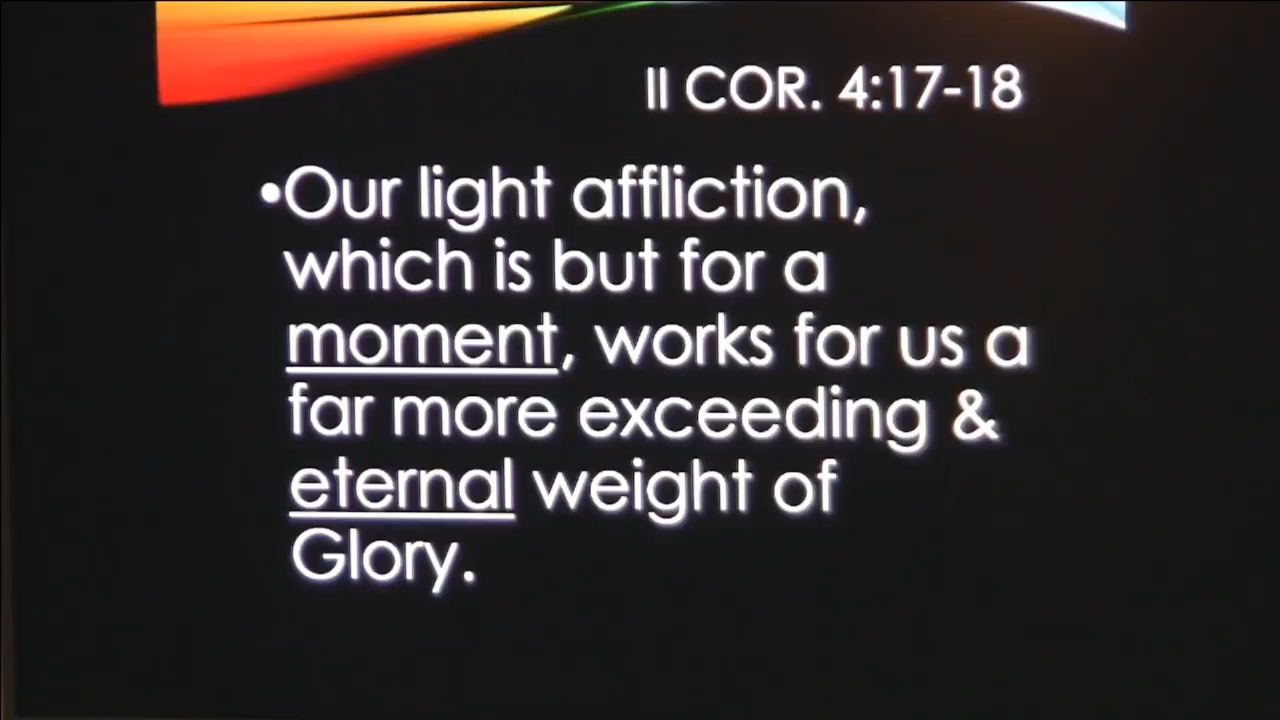 II COR. 4:17-18
•Our light affliction,
which is but for a
moment, works for us a
far more exceeding &
eternal weight of
Glory.